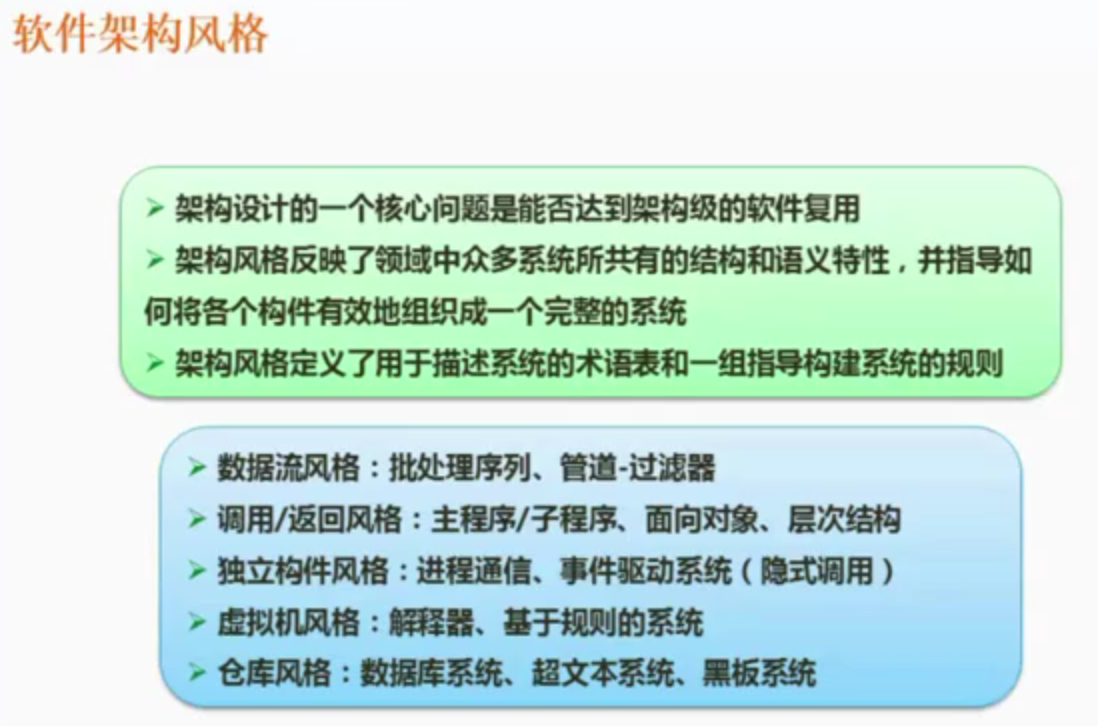 软件架构风格
➢ 架构设计的一个核心问题是能否达到架构级的软件复用
➢ 架构风格反映了领域中众多系统所共有的结构和语义特性，并指导如
何将各个构件有效地组织成一个完整的系统
➢ 架构风格定义了用于描述系统的术语表和一组指导构建系统的规则
➢ 数据流风格：批处理序列、管道-过滤器
➢ 调用/返回风格：主程序/子程序、面向对象、层次结构
➢ 独立构件风格：进程通信、事件驱动系统（隐式调用）
➢ 虚拟机风格：解释器、基于规则的系统
➢ 仓库风格：数据库系统、超文本系统、黑板系统